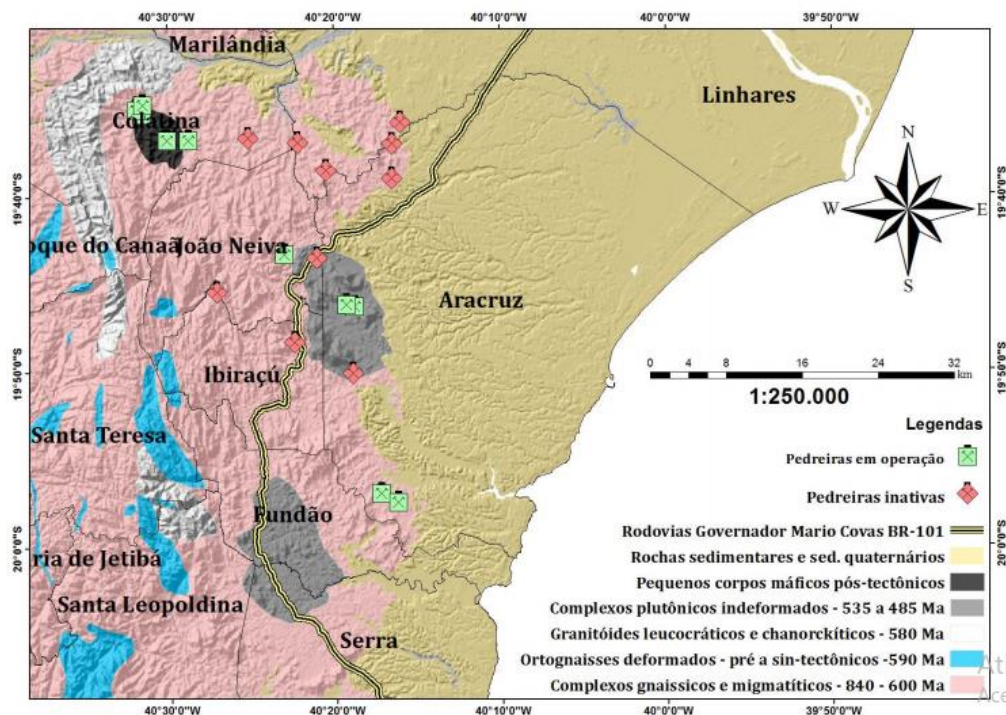 40°30'0"W 40°20'0"W 40°10'0"W 40°0'0"W 39°50'0"W
Marilândia
Linhares
Colatina
N
W E
S
19°40'0"S 19°40'0"S
oque do Canaã João Neiva
Aracruz
0 4 8 16 24 32
km
19°50'0"S 19°50'0"S
Ibiraçú
1:250.000
Legendas
Santa Teresa
Pedreiras em operação
Pedreiras inativas
Fundão
Rodovias Governador Mario Covas BR-101
20°0'0"S 20°0'0"S
Rochas sedimentares e sed. quaternários
ria de Jetibá
Pequenos corpos máficos pós-tectônicos
Santa Leopoldina
Complexos plutônicos indeformados - 535 a 485 Ma
Serra
Granitóides leucocráticos e chanorckíticos - 580 Ma
Ortognaisses deformados - pré a sin-tectônicos -590 Ma
Complexos gnaissicos e migmatíticos - 840 - 600 Ma
40°30'0"W 40°20'0"W 40°10'0"W 40°0'0"W 39°50'0"W